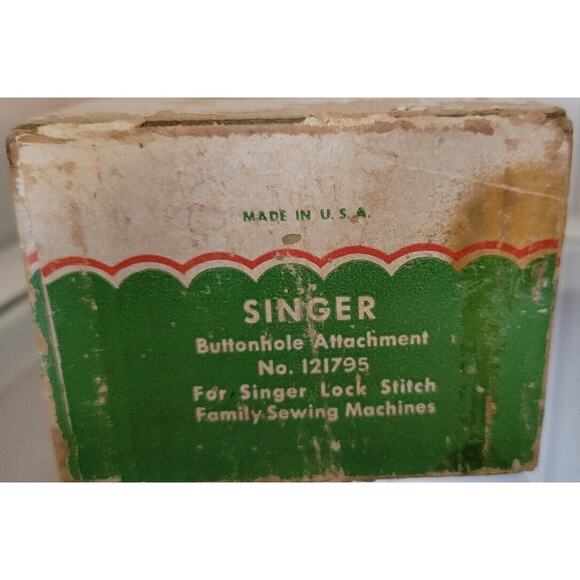 MADE IN U.S.A.
SINGER
Buttonhole Attachment
No. 121795
For Singer Lock Stitch
Family Sewing Machines